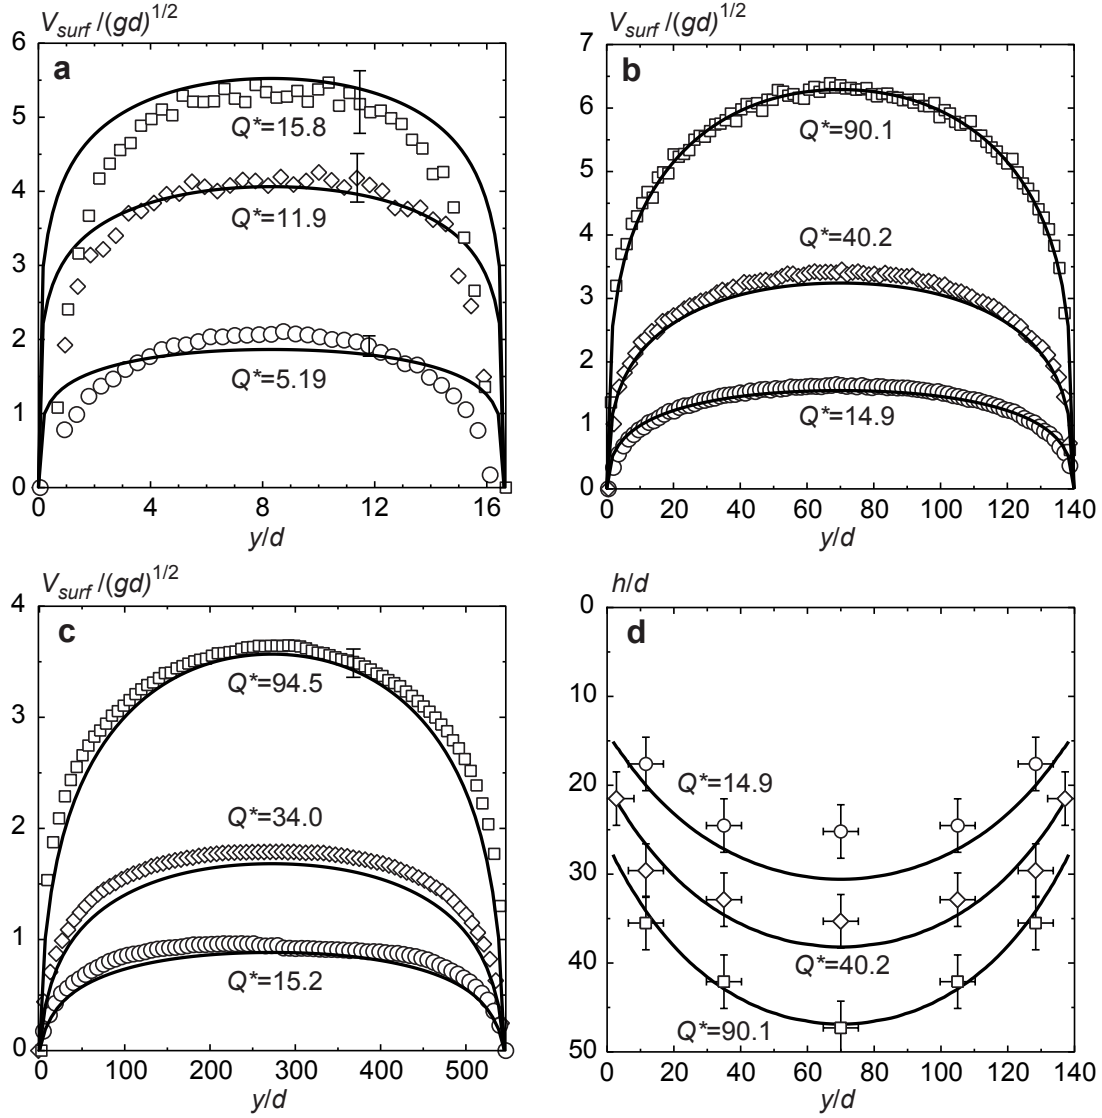 V_surf /(gd)^1/2
6
5
4
3
2
1
0
a
Q*=15.8
Q*=11.9
Q*=5.19
0 4 8 12 16
y/d
V_surf /(gd)^1/2
7
6
5
4
3
2
1
0
b
Q*=90.1
Q*=40.2
Q*=14.9
0 20 40 60 80 100 120 140
y/d
V_surf /(gd)^1/2
4
3
2
1
0
c
Q*=94.5
Q*=34.0
Q*=15.2
0 100 200 300 400 500
y/d
h/d
0
10
20
30
40
50
d
Q*=14.9
Q*=40.2
Q*=90.1
0 20 40 60 80 100 120 140
y/d